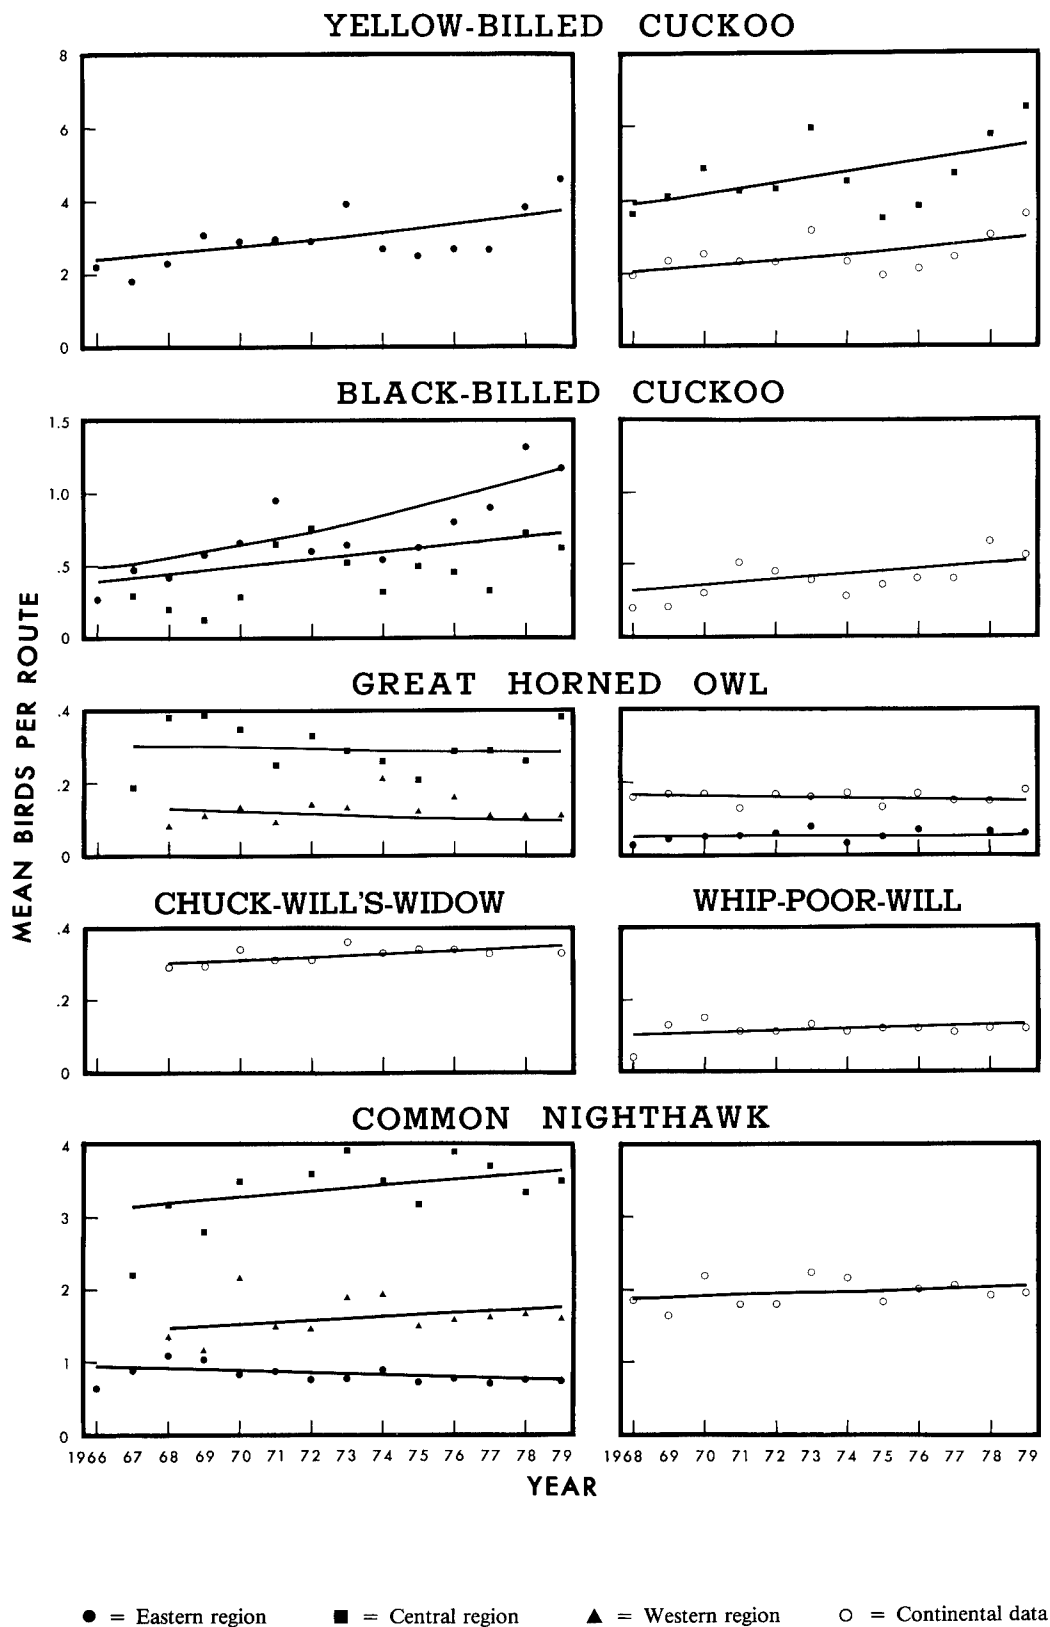 YELLOW-BILLED CUCKOO
8
6
4
2
0
BLACK-BILLED CUCKOO
1.5
1.0
.5
0
GREAT HORNED OWL
.4
.2
0
CHUCK-WILL'S-WIDOW WHIP-POOR-WILL
.4
.2
0
COMMON NIGHTHAWK
4
3
2
1
0
MEAN BIRDS PER ROUTE
1966 67 68 69 70 71 72 73 74 75 76 77 78 79 1968 69 70 71 72 73 74 75 76 77 78 79
YEAR
● = Eastern region ■ = Central region ▲ = Western region ○ = Continental data